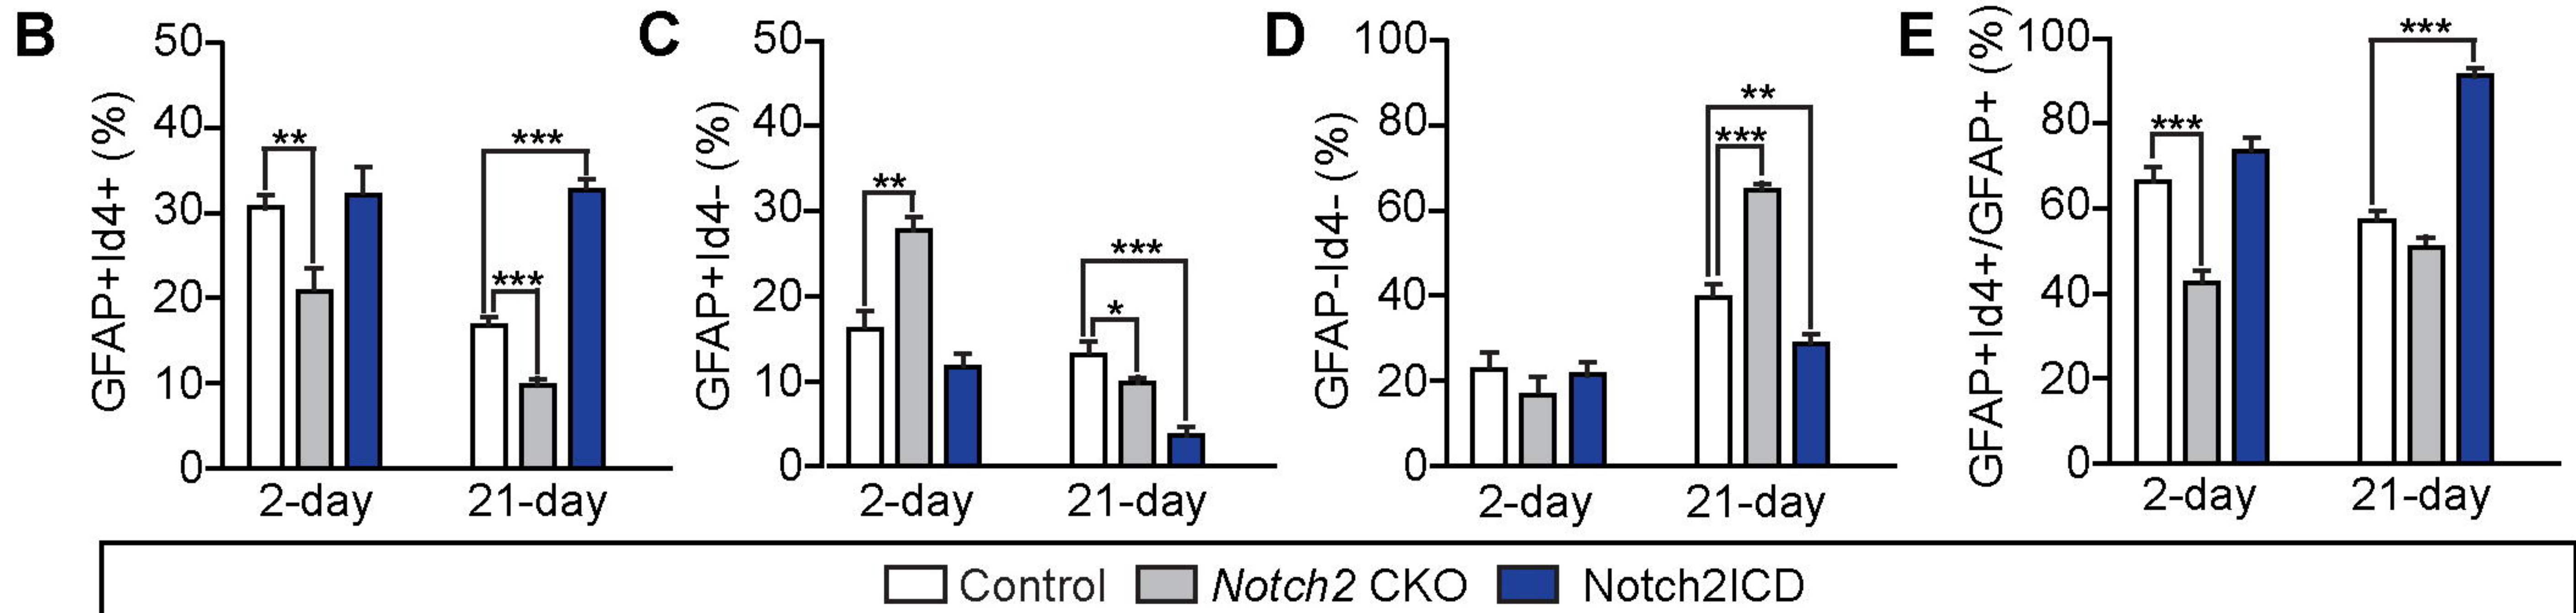 B
GFAP+Id4+ (%)
50
40
30
20
10
0
**
***
***
2-day
21-day
C
GFAP+Id4- (%)
50
40
30
20
10
0
**
***
*
2-day
21-day
D
GFAP-Id4- (%)
100
80
60
40
20
0
**
***
2-day
21-day
E
GFAP+Id4+/GFAP+ (%)
100
80
60
40
20
0
***
***
2-day
21-day
Control
Notch2 CKO
Notch2ICD